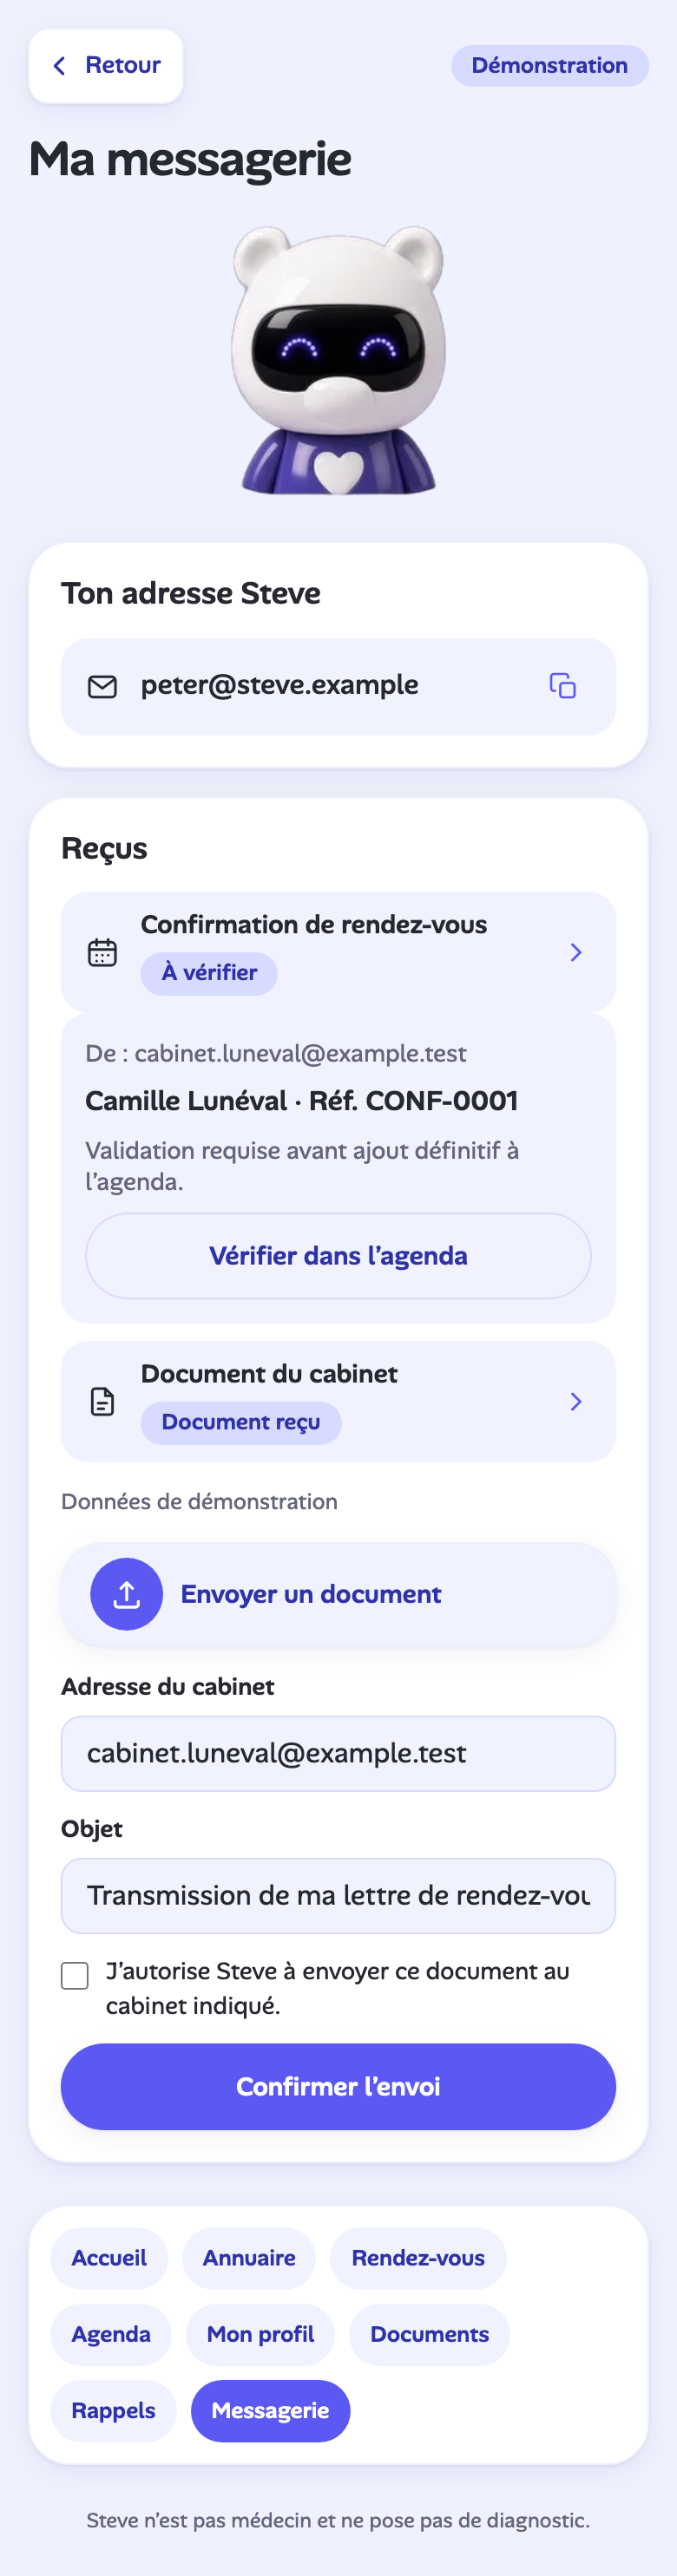 Retour
Démonstration
Ma messagerie
Ton adresse Steve
peter@steve.example
Reçus
Confirmation de rendez-vous
À vérifier
De : cabinet.luneval@example.test
Camille Lunéval · Réf. CONF-0001
Validation requise avant ajout définitif à
l’agenda.
Vérifier dans l’agenda
Document du cabinet
Document reçu
Données de démonstration
Envoyer un document
Adresse du cabinet
cabinet.luneval@example.test
Objet
Transmission de ma lettre de rendez-vou
J’autorise Steve à envoyer ce document au
cabinet indiqué.
Confirmer l’envoi
Accueil
Annuaire
Rendez-vous
Agenda
Mon profil
Documents
Rappels
Messagerie
Steve n’est pas médecin et ne pose pas de diagnostic.